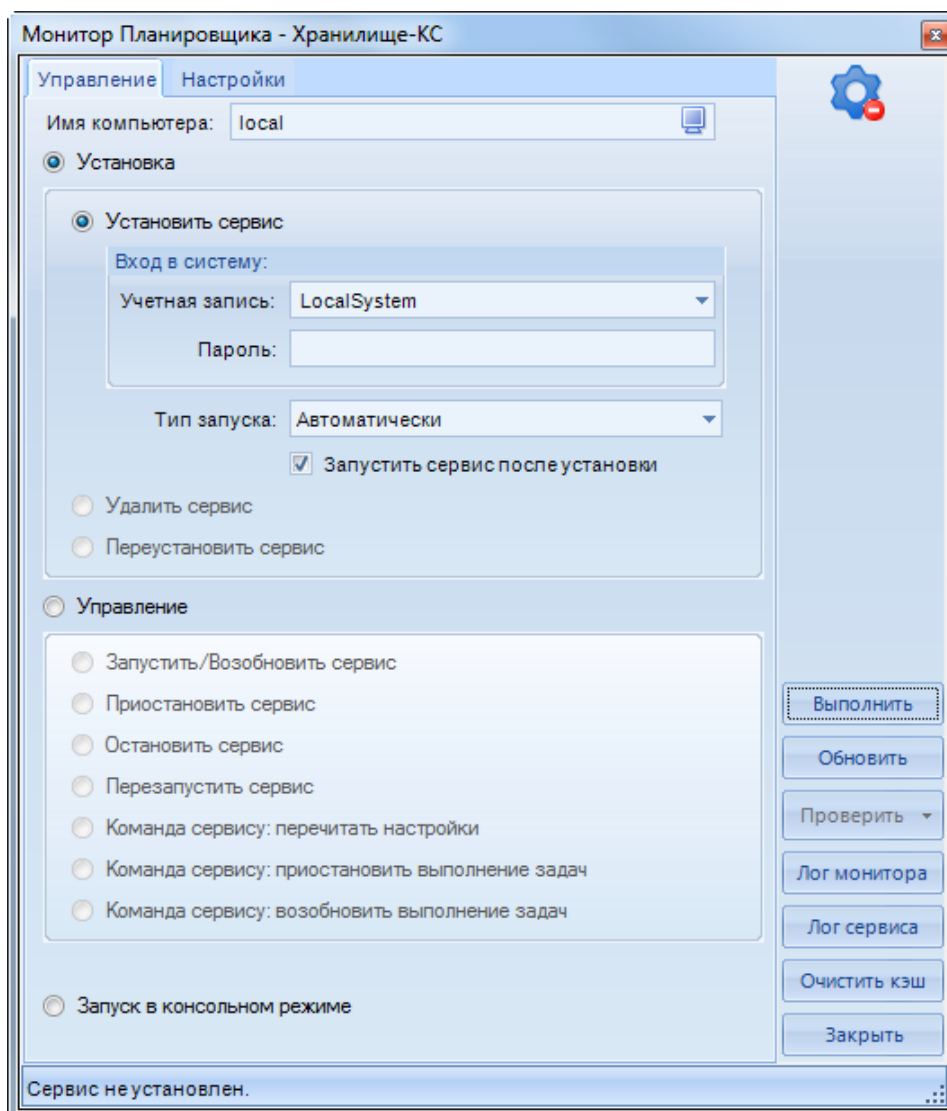 Монитор Планировщика - Хранилище-КС
Управление Настройки
Имя компьютера: local
Установка
Установить сервис
Вход в систему:
Учетная запись: LocalSystem
Пароль:
Тип запуска: Автоматически
Запустить сервис после установки
Удалить сервис
Переустановить сервис
Управление
Запустить/Возобновить сервис
Приостановить сервис
Остановить сервис
Перезапустить сервис
Команда сервису: перечитать настройки
Команда сервису: приостановить выполнение задач
Команда сервису: возобновить выполнение задач
Запуск в консольном режиме
Выполнить
Обновить
Проверить
Лог монитора
Лог сервиса
Очистить кэш
Закрыть
Сервис не установлен.